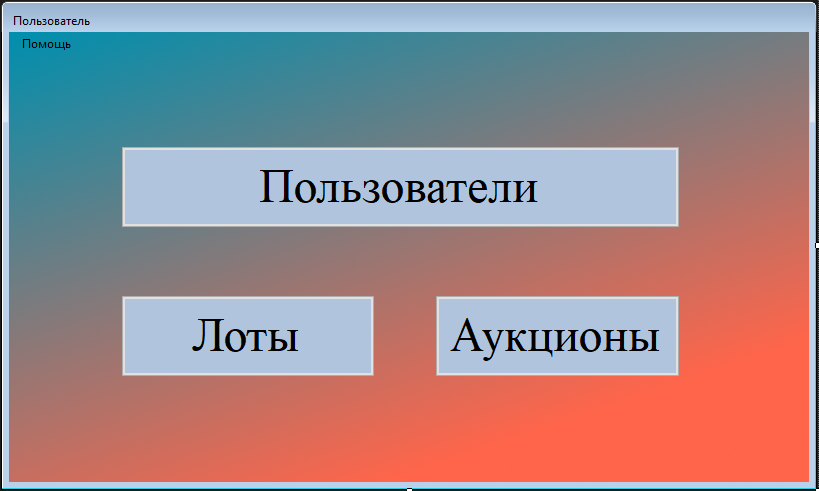 Пользователь
Помощь
Пользователи
Лоты
Аукционы